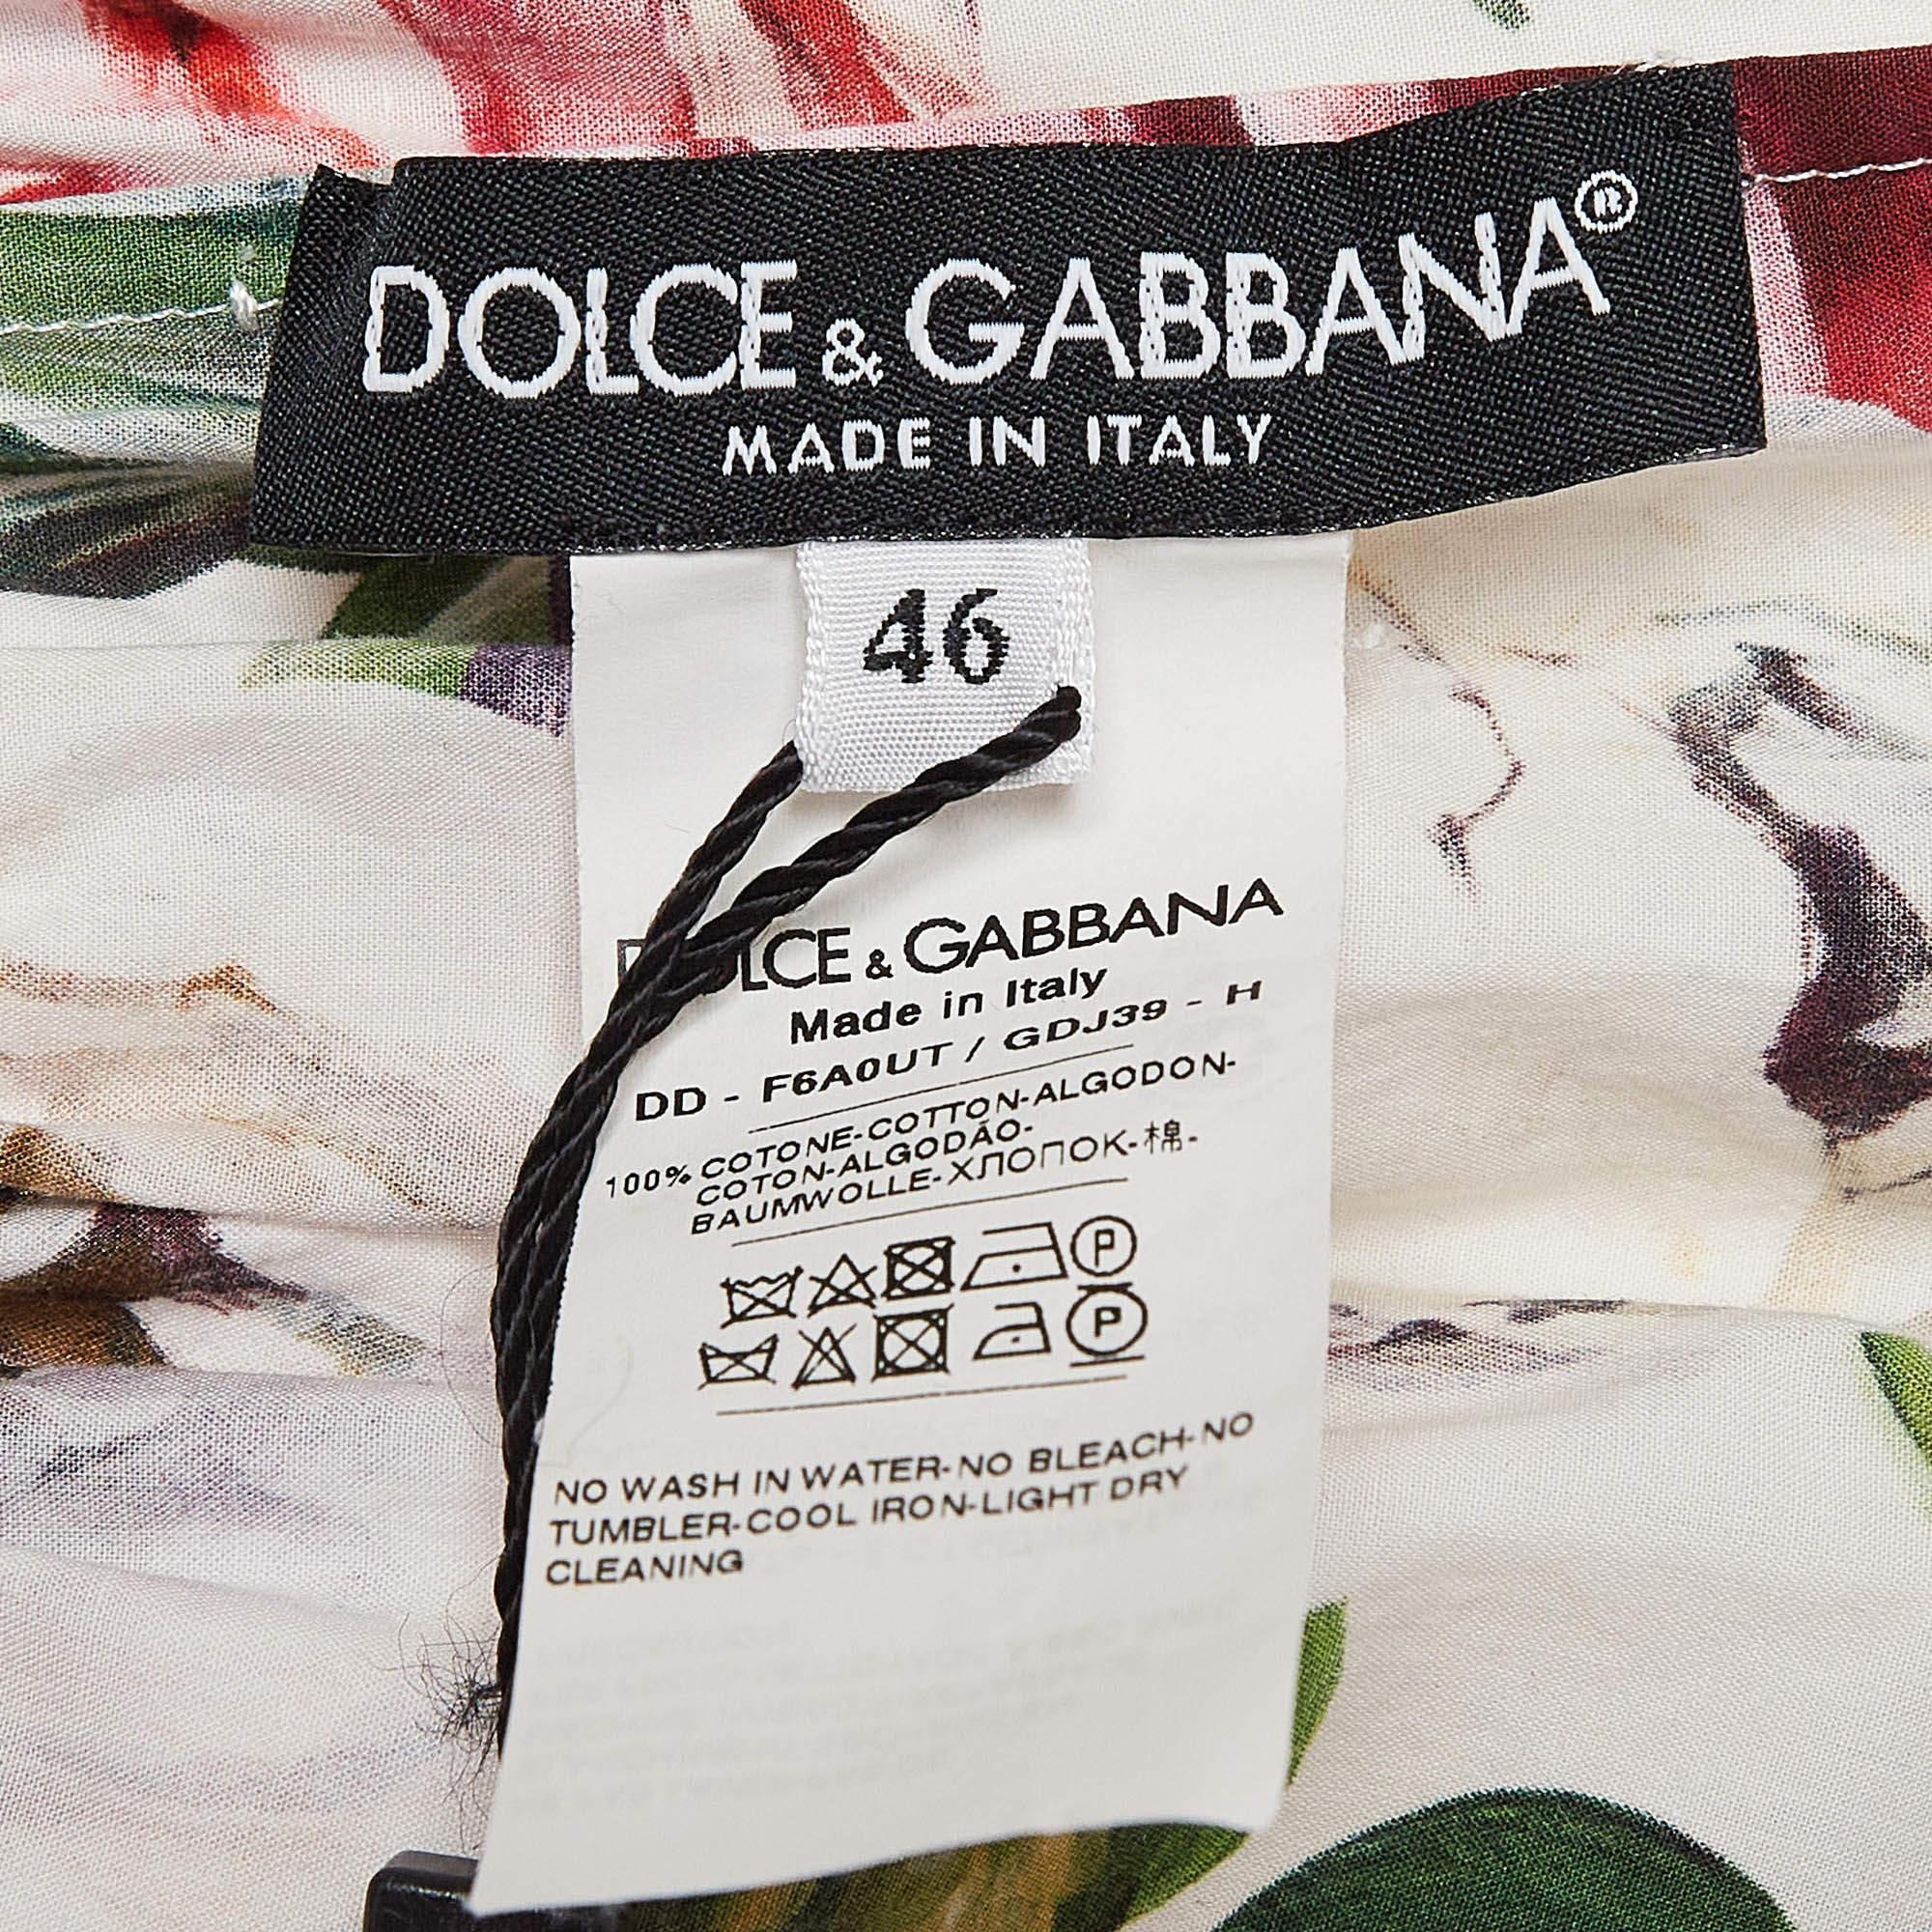 DOLCE & GABBANA®
MADE IN ITALY
46
DOLCE & GABBANA
Made in Italy
DD - F6A0UT / GDJ39 - H
100% COTONE-COTTON-ALGODON-
COTON-ALGODÃO-
BAUMWOLLE-ХЛОПОК-棉-
P
P
NO WASH IN WATER-NO BLEACH-NO
TUMBLER-COOL IRON-LIGHT DRY
CLEANING